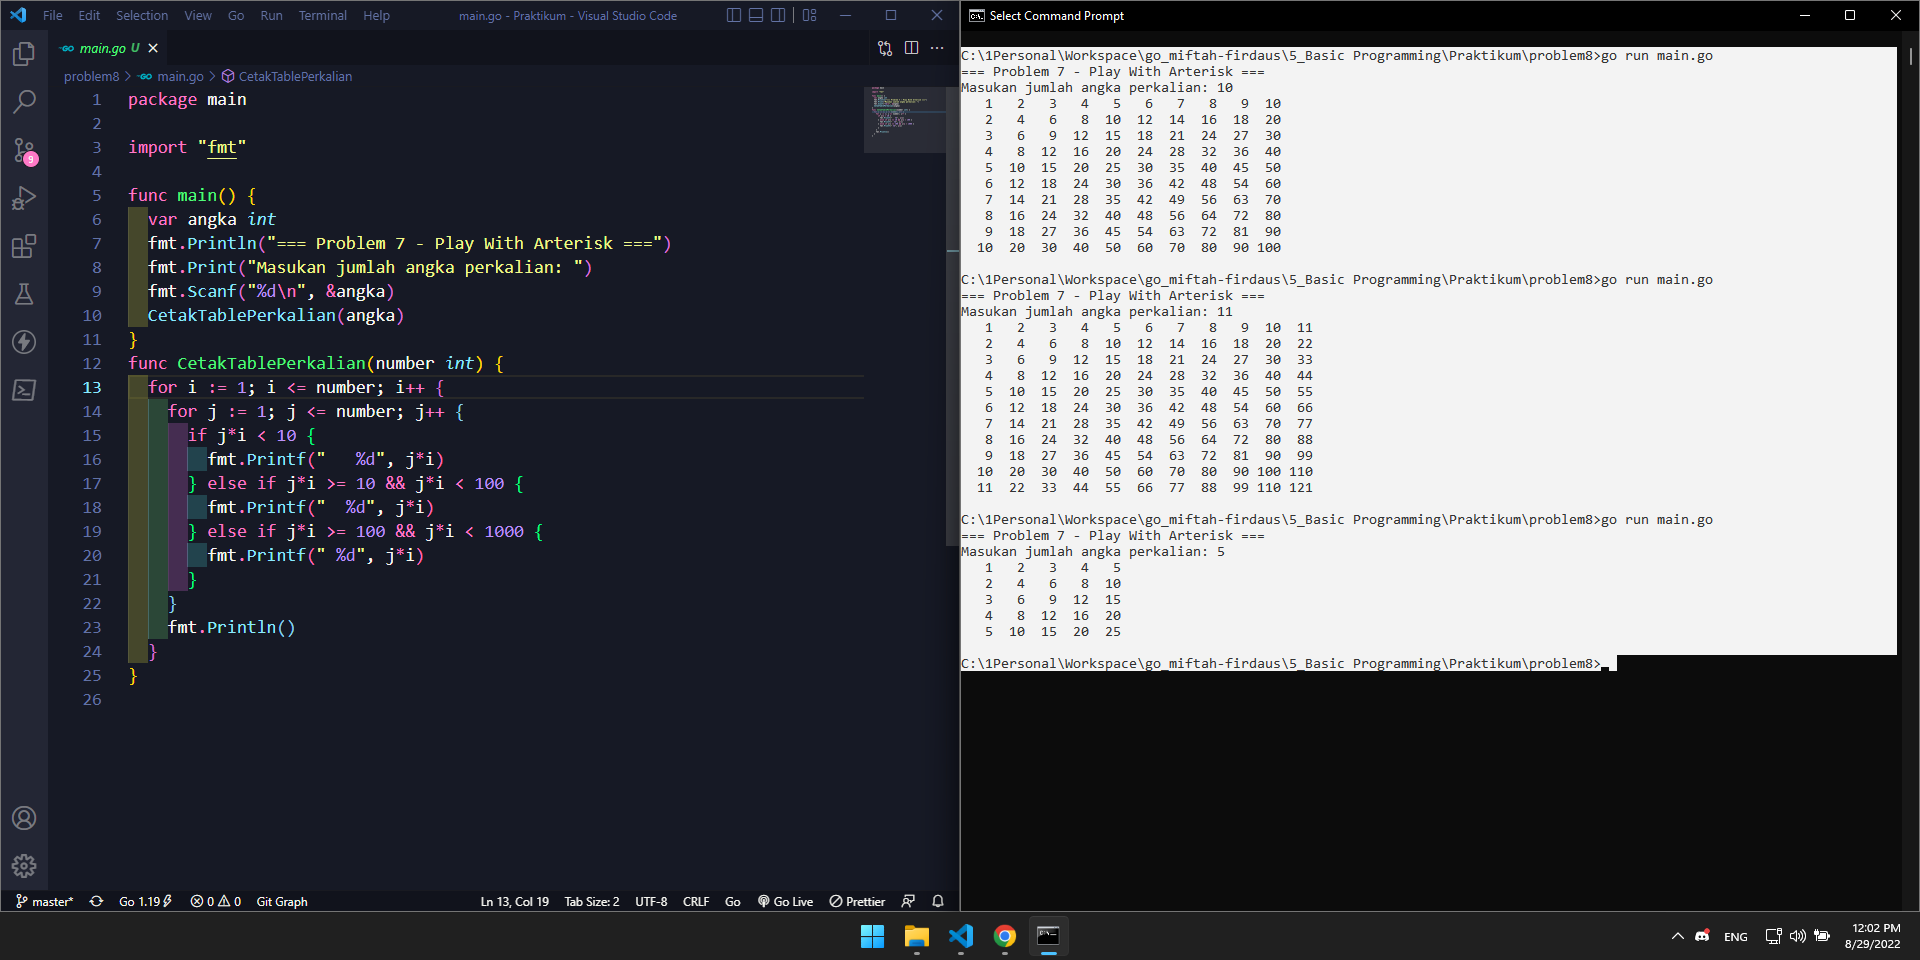 File Edit Selection View Go Run Terminal Help main.go - Praktikum - Visual Studio Code
main.go U
problem8 > main.go > CetakTablePerkalian
1 package main
2
3 import "fmt"
4
5 func main() {
6   var angka int
7   fmt.Println("=== Problem 7 - Play With Arterisk ===")
8   fmt.Print("Masukan jumlah angka perkalian: ")
9   fmt.Scanf("%d\n", &angka)
10   CetakTablePerkalian(angka)
11 }
12 func CetakTablePerkalian(number int) {
13   for i := 1; i <= number; i++ {
14     for j := 1; j <= number; j++ {
15       if j*i < 10 {
16         fmt.Printf("   %d", j*i)
17       } else if j*i >= 10 && j*i < 100 {
18         fmt.Printf("  %d", j*i)
19       } else if j*i >= 100 && j*i < 1000 {
20         fmt.Printf(" %d", j*i)
21       }
22     }
23     fmt.Println()
24   }
25 }
26
9
master* Go 1.19 0 0 Git Graph Ln 13, Col 19 Tab Size: 2 UTF-8 CRLF Go Go Live Prettier
Select Command Prompt
C:\1Personal\Workspace\go_miftah-firdaus\5_Basic Programming\Praktikum\problem8>go run main.go
=== Problem 7 - Play With Arterisk ===
Masukan jumlah angka perkalian: 10
   1   2   3   4   5   6   7   8   9  10
   2   4   6   8  10  12  14  16  18  20
   3   6   9  12  15  18  21  24  27  30
   4   8  12  16  20  24  28  32  36  40
   5  10  15  20  25  30  35  40  45  50
   6  12  18  24  30  36  42  48  54  60
   7  14  21  28  35  42  49  56  63  70
   8  16  24  32  40  48  56  64  72  80
   9  18  27  36  45  54  63  72  81  90
  10  20  30  40  50  60  70  80  90 100
C:\1Personal\Workspace\go_miftah-firdaus\5_Basic Programming\Praktikum\problem8>go run main.go
=== Problem 7 - Play With Arterisk ===
Masukan jumlah angka perkalian: 11
   1   2   3   4   5   6   7   8   9  10  11
   2   4   6   8  10  12  14  16  18  20  22
   3   6   9  12  15  18  21  24  27  30  33
   4   8  12  16  20  24  28  32  36  40  44
   5  10  15  20  25  30  35  40  45  50  55
   6  12  18  24  30  36  42  48  54  60  66
   7  14  21  28  35  42  49  56  63  70  77
   8  16  24  32  40  48  56  64  72  80  88
   9  18  27  36  45  54  63  72  81  90  99
  10  20  30  40  50  60  70  80  90 100 110
  11  22  33  44  55  66  77  88  99 110 121
C:\1Personal\Workspace\go_miftah-firdaus\5_Basic Programming\Praktikum\problem8>go run main.go
=== Problem 7 - Play With Arterisk ===
Masukan jumlah angka perkalian: 5
   1   2   3   4   5
   2   4   6   8  10
   3   6   9  12  15
   4   8  12  16  20
   5  10  15  20  25
C:\1Personal\Workspace\go_miftah-firdaus\5_Basic Programming\Praktikum\problem8>
ENG
12:02 PM
8/29/2022